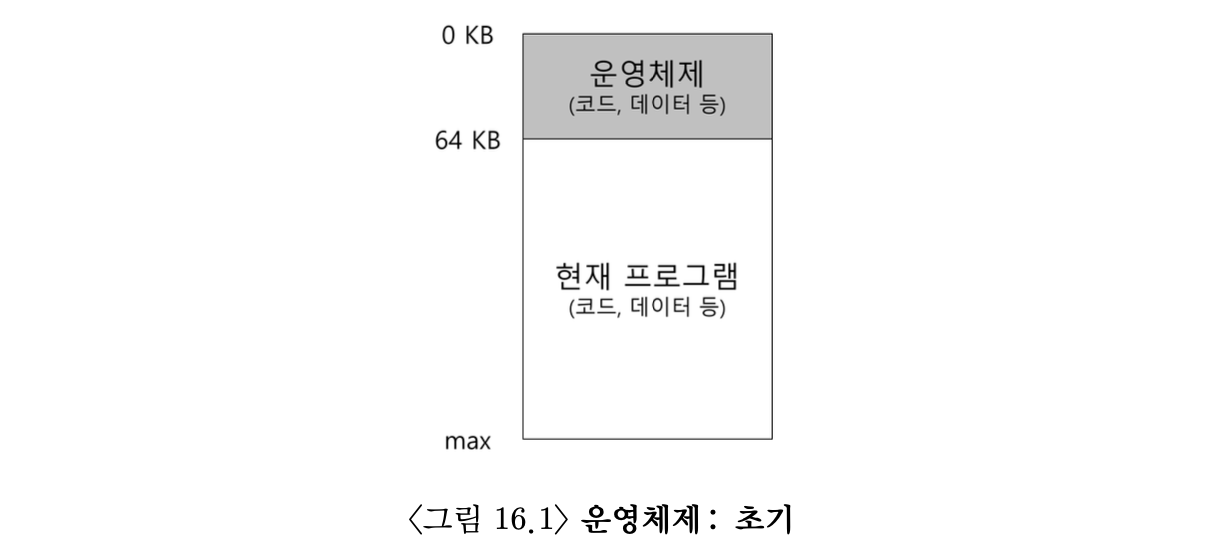 0 KB
운영체제
(코드, 데이터 등)
64 KB
현재 프로그램
(코드, 데이터 등)
max
<그림 16.1> 운영체제: 초기